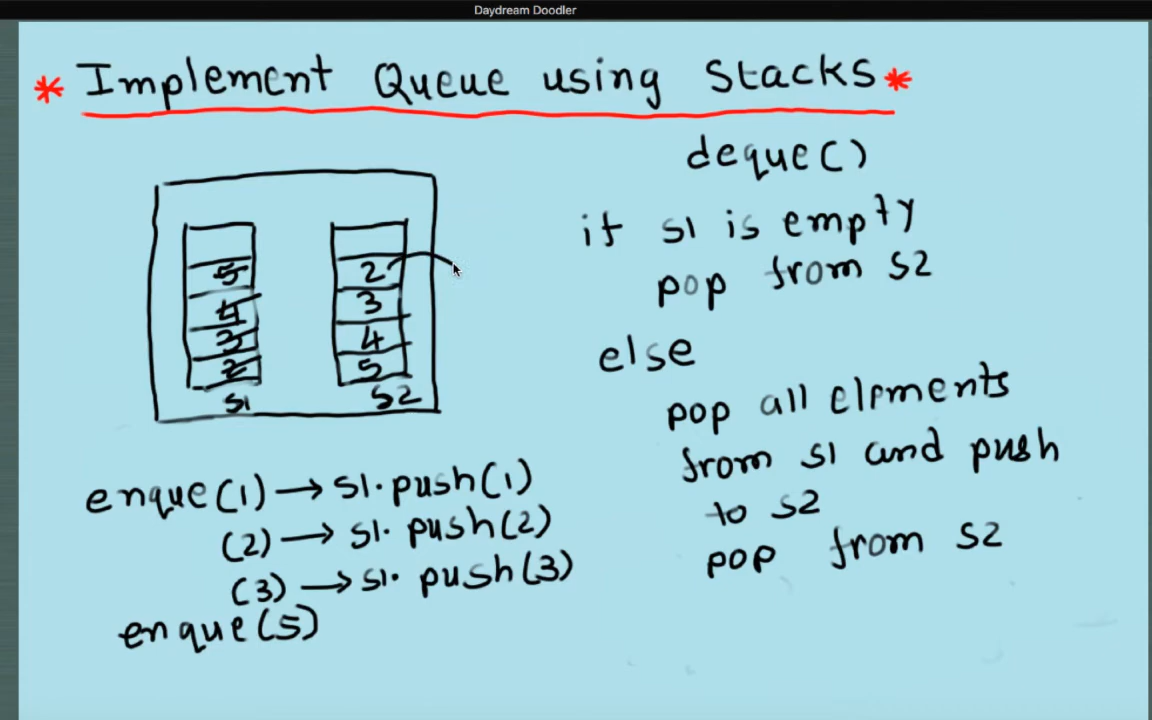 Daydream Doodler
* Implement Queue using Stacks *
deque()
if s1 is empty
pop from s2
else
pop all elements
from s1 and push
to s2
pop from s2
5
4
3
2
S1
2
3
4
5
S2
enque(1) → S1.push(1)
(2) → S1.push(2)
(3) → S1.push(3)
enque(5)